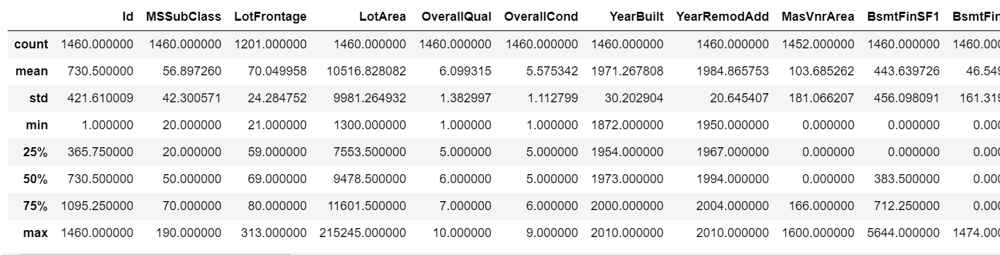 Id MSSubClass LotFrontage LotArea OverallQual OverallCond YearBuilt YearRemodAdd MasVnrArea BsmtFinSF1 BsmtFin
count 1460.000000 1460.000000 1201.000000 1460.000000 1460.000000 1460.000000 1460.000000 1460.000000 1452.000000 1460.000000 1460.00
mean 730.500000 56.897260 70.049958 10516.828082 6.099315 5.575342 1971.267808 1984.865753 103.685262 443.639726 46.549
std 421.610009 42.300571 24.284752 9981.264932 1.382997 1.112799 30.202904 20.645407 181.066207 456.098091 161.319
min 1.000000 20.000000 21.000000 1300.000000 1.000000 1.000000 1872.000000 1950.000000 0.000000 0.000000 0.00
25% 365.750000 20.000000 59.000000 7553.500000 5.000000 5.000000 1954.000000 1967.000000 0.000000 0.000000 0.00
50% 730.500000 50.000000 69.000000 9478.500000 6.000000 5.000000 1973.000000 1994.000000 0.000000 383.500000 0.00
75% 1095.250000 70.000000 80.000000 11601.500000 7.000000 6.000000 2000.000000 2004.000000 166.000000 712.250000 0.00
max 1460.000000 190.000000 313.000000 215245.000000 10.000000 9.000000 2010.000000 2010.000000 1600.000000 5644.000000 1474.00